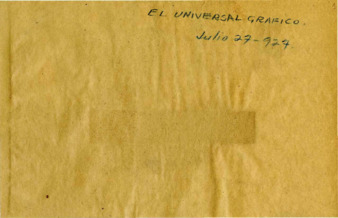 EL UNIVERSAL GRAFICO.
Julio 27-924